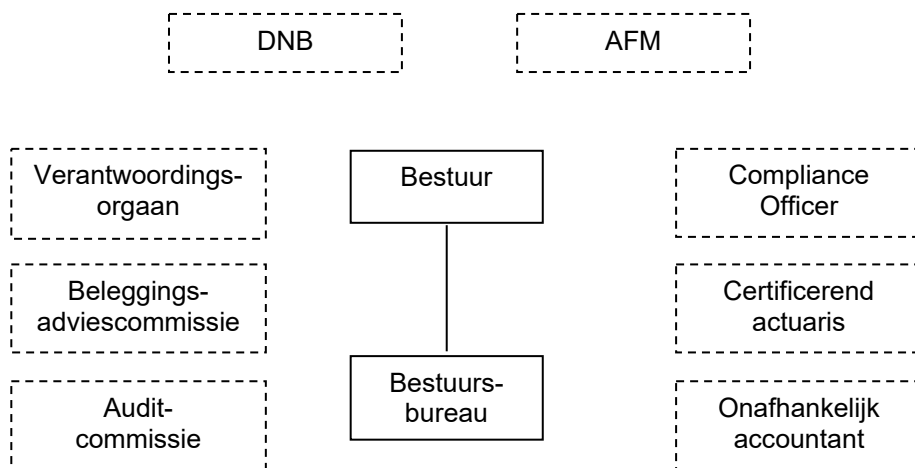 DNB
AFM
Verantwoordings-
orgaan
Bestuur
Compliance
Officer
Beleggings-
adviescommissie
Certificerend
actuaris
Bestuurs-
bureau
Audit-
commissie
Onafhankelijk
accountant